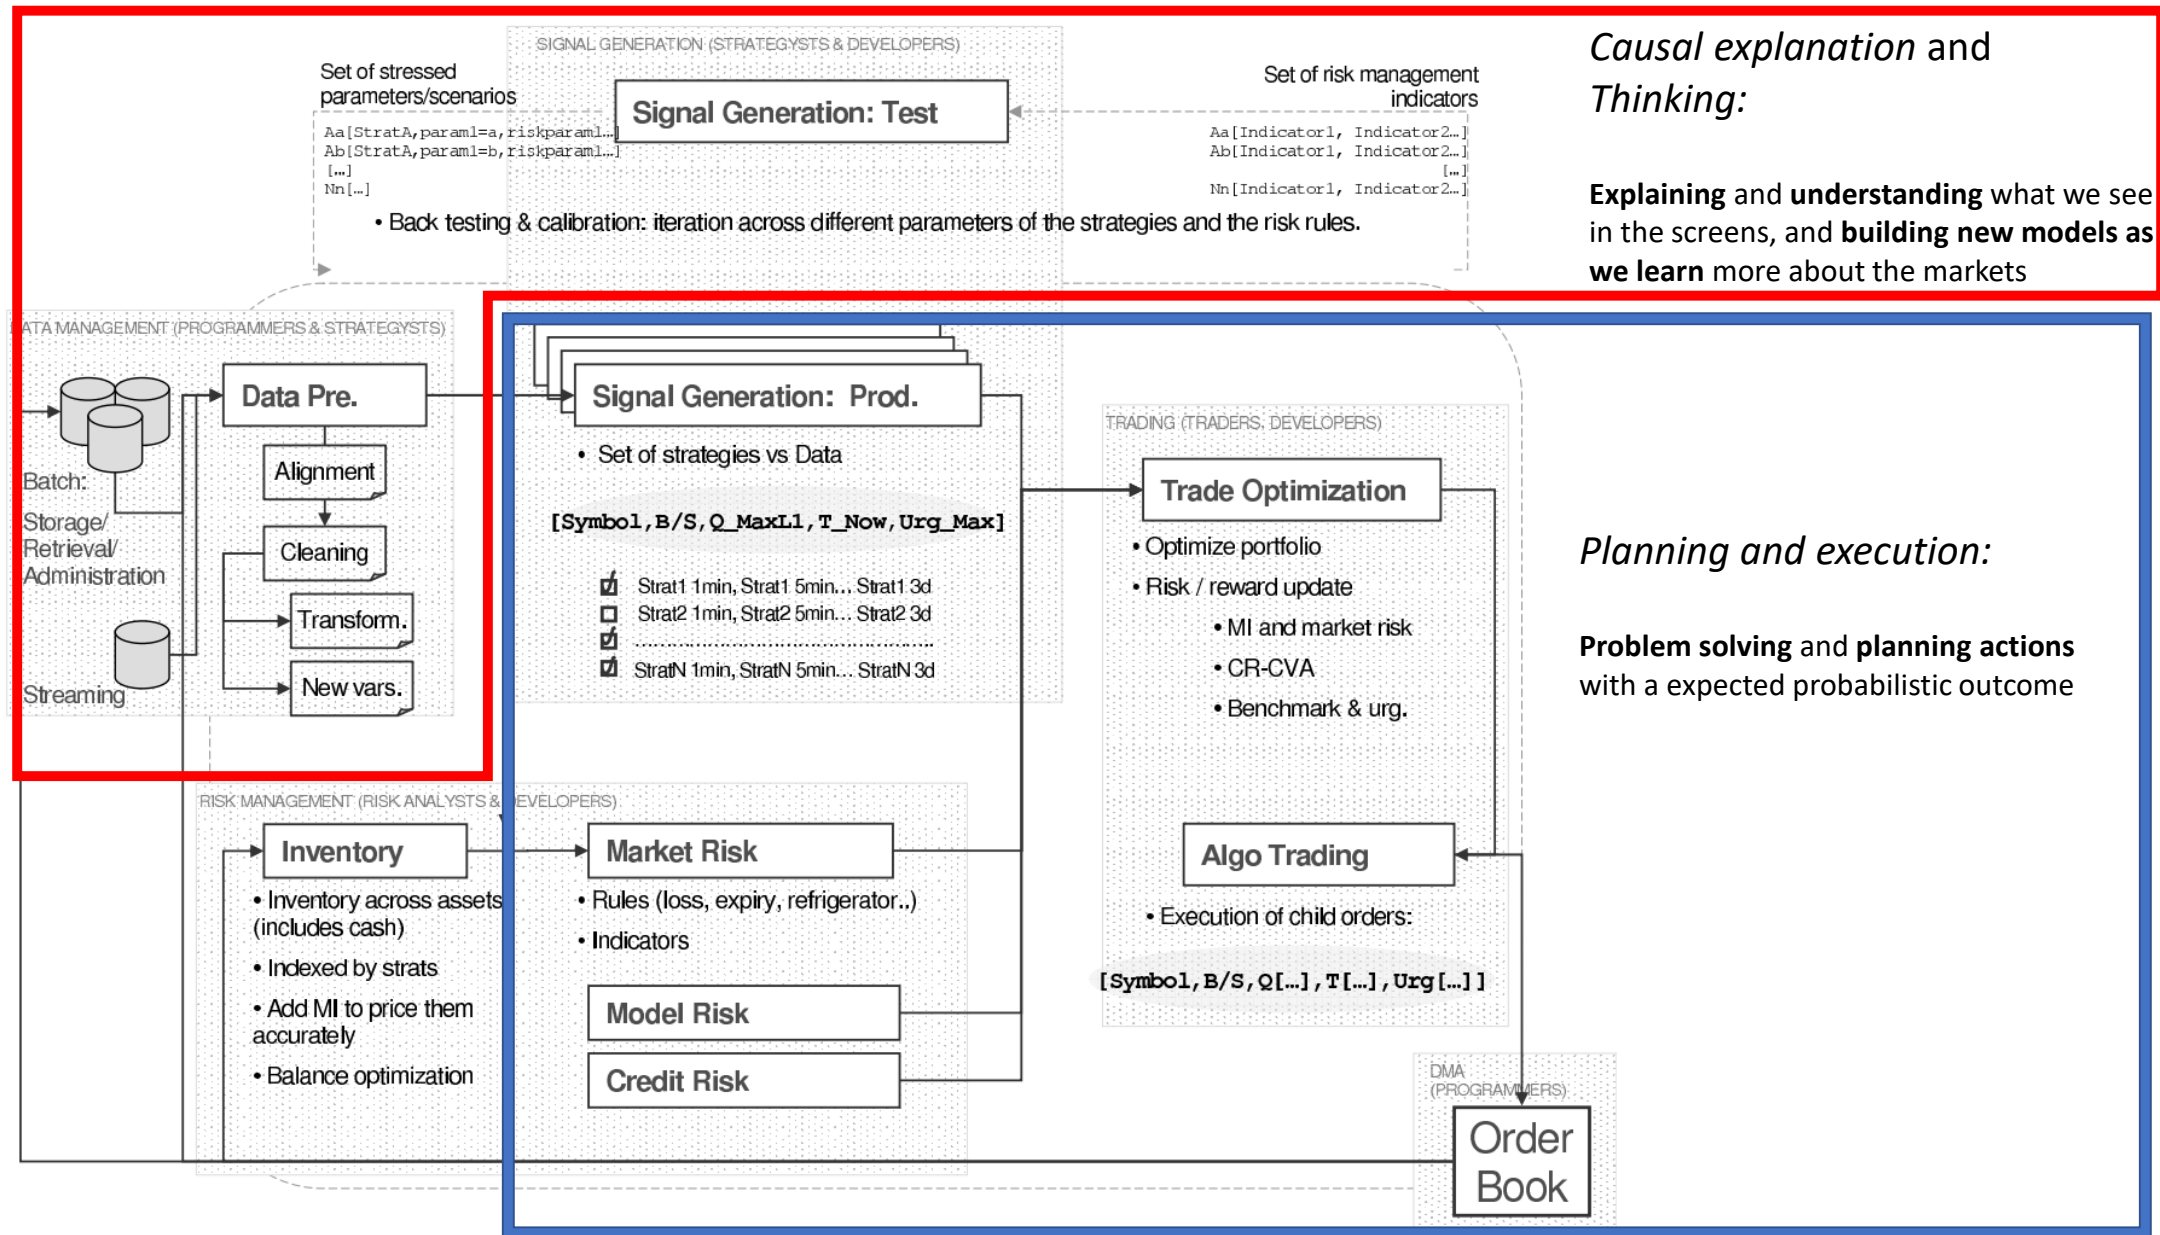 SIGNAL GENERATION (STRATEGYSTS & DEVELOPERS)
Set of stressed
parameters/scenarios
Signal Generation: Test
Set of risk management
indicators
Aa[StratA,param1=a,riskparam1…]
Ab[StratA,param1=b,riskparam1…]
[…]
Nn[…]
Aa[Indicator1, Indicator2…]
Ab[Indicator1, Indicator2…]
[…]
Nn[Indicator1, Indicator2…]
• Back testing & calibration: iteration across different parameters of the strategies and the risk rules.
Causal explanation and
Thinking:
Explaining and understanding what we see
in the screens, and building new models as
we learn more about the markets
DATA MANAGEMENT (PROGRAMMERS & STRATEGYSTS)
Data Pre.
Alignment
Cleaning
Transform.
New vars.
Batch:
Storage/
Retrieval/
Administration
Streaming
Signal Generation: Prod.
• Set of strategies vs Data
[Symbol,B/S,Q_MaxL1,T_Now,Urg_Max]
Strat1 1min, Strat1 5min… Strat1 3d
Strat2 1min, Strat2 5min… Strat2 3d
StratN 1min, StratN 5min… StratN 3d
TRADING (TRADERS, DEVELOPERS)
Trade Optimization
• Optimize portfolio
• Risk / reward update
• MI and market risk
• CR-CVA
• Benchmark & urg.
Algo Trading
• Execution of child orders:
[Symbol,B/S,Q[…],T[…],Urg[…]]
Planning and execution:
Problem solving and planning actions
with a expected probabilistic outcome
RISK MANAGEMENT (RISK ANALYSTS & DEVELOPERS)
Inventory
• Inventory across assets
(includes cash)
• Indexed by strats
• Add MI to price them
accurately
• Balance optimization
Market Risk
• Rules (loss, expiry, refrigerator..)
• Indicators
Model Risk
Credit Risk
DMA
(PROGRAMMERS)
Order
Book